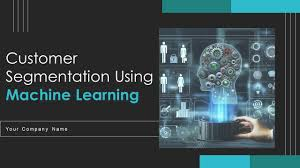 Customer
Segmentation Using
Machine Learning
Your Company Name